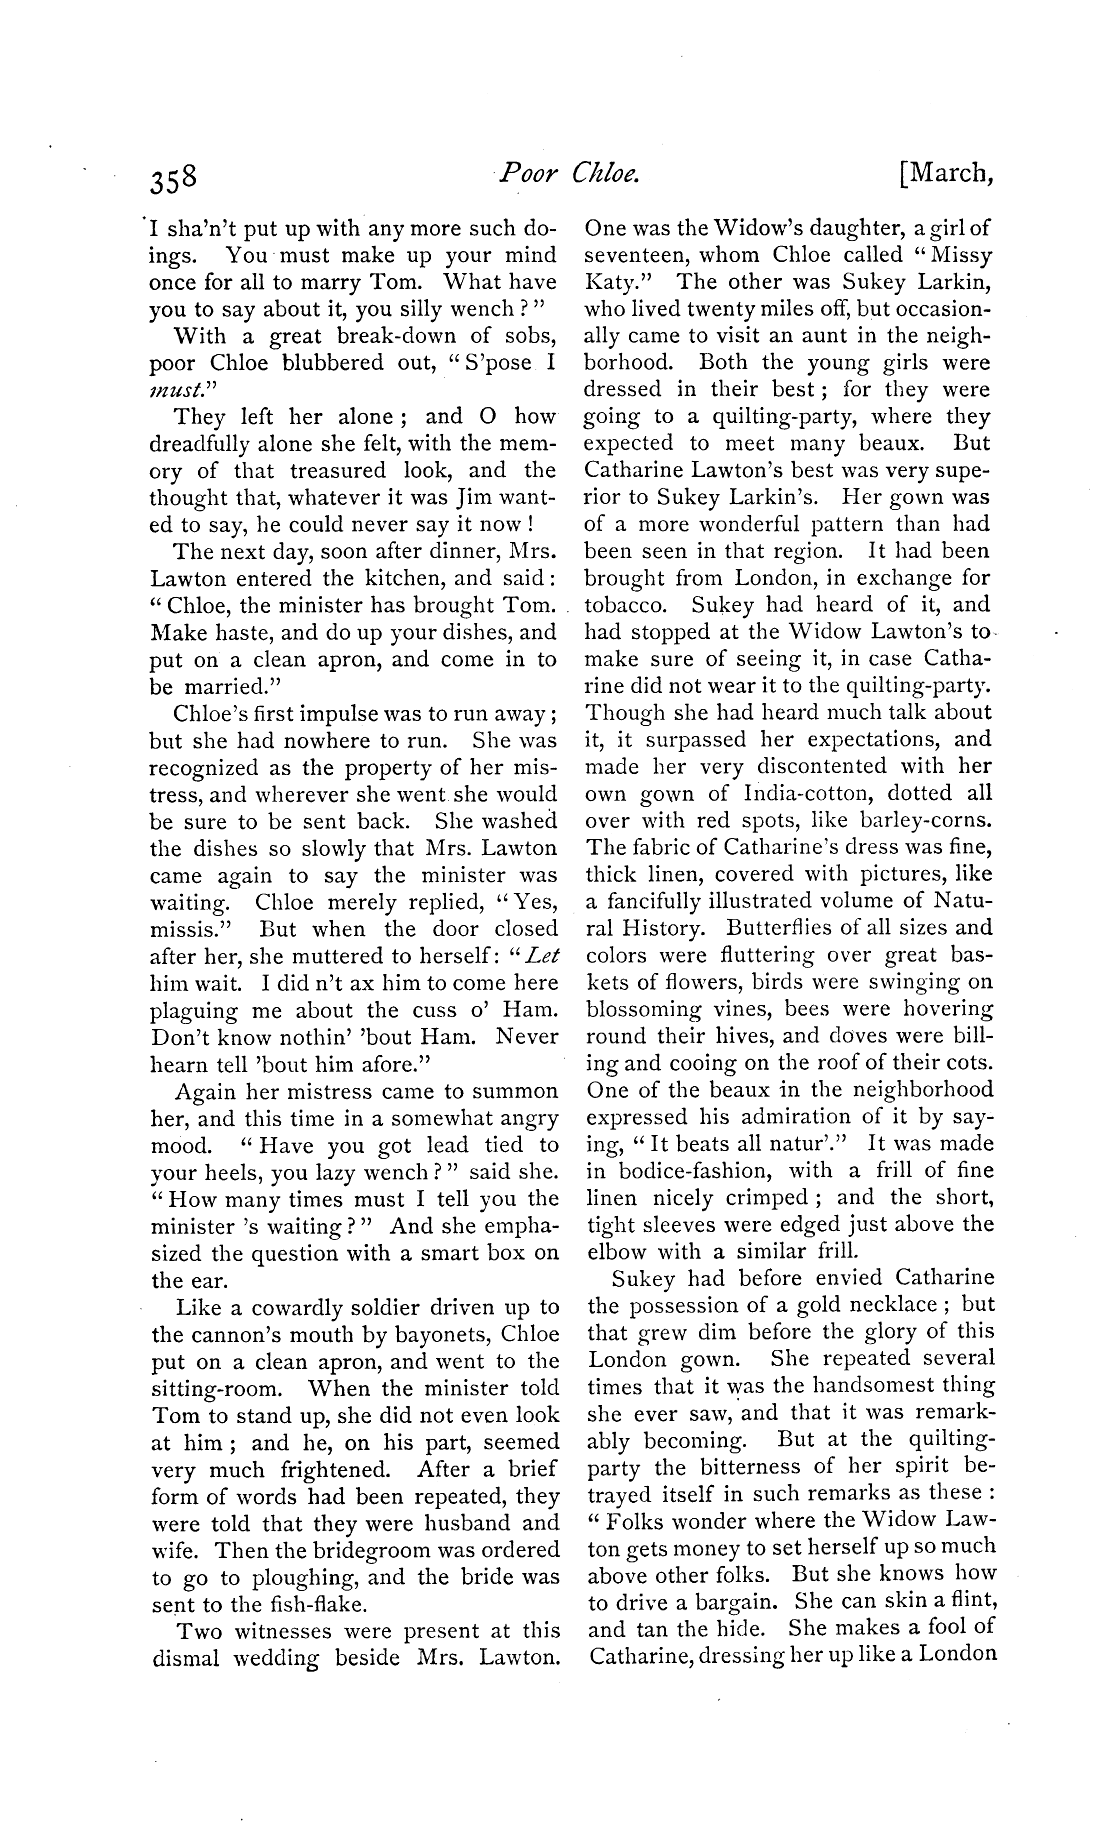 358
Poor Chloe.
[March,
I sha'n't put up with any more such do-
ings. You must make up your mind
once for all to marry Tom. What have
you to say about it, you silly wench?"
With a great break-down of sobs,
poor Chloe blubbered out, "S'pose I
must."
They left her alone; and O how
dreadfully alone she felt, with the mem-
ory of that treasured look, and the
thought that, whatever it was Jim want-
ed to say, he could never say it now!
The next day, soon after dinner, Mrs.
Lawton entered the kitchen, and said:
"Chloe, the minister has brought Tom.
Make haste, and do up your dishes, and
put on a clean apron, and come in to
be married."
Chloe's first impulse was to run away;
but she had nowhere to run. She was
recognized as the property of her mis-
tress, and wherever she went she would
be sure to be sent back. She washed
the dishes so slowly that Mrs. Lawton
came again to say the minister was
waiting. Chloe merely replied, "Yes,
missis." But when the door closed
after her, she muttered to herself: "Let
him wait. I did n't ax him to come here
plaguing me about the cuss o' Ham.
Don't know nothin' 'bout Ham. Never
hearn tell 'bout him afore."
Again her mistress came to summon
her, and this time in a somewhat angry
mood. "Have you got lead tied to
your heels, you lazy wench?" said she.
"How many times must I tell you the
minister 's waiting?" And she empha-
sized the question with a smart box on
the ear.
Like a cowardly soldier driven up to
the cannon's mouth by bayonets, Chloe
put on a clean apron, and went to the
sitting-room. When the minister told
Tom to stand up, she did not even look
at him; and he, on his part, seemed
very much frightened. After a brief
form of words had been repeated, they
were told that they were husband and
wife. Then the bridegroom was ordered
to go to ploughing, and the bride was
sent to the fish-flake.
Two witnesses were present at this
dismal wedding beside Mrs. Lawton.
One was the Widow's daughter, a girl of
seventeen, whom Chloe called "Missy
Katy." The other was Sukey Larkin,
who lived twenty miles off, but occasion-
ally came to visit an aunt in the neigh-
borhood. Both the young girls were
dressed in their best; for they were
going to a quilting-party, where they
expected to meet many beaux. But
Catharine Lawton's best was very supe-
rior to Sukey Larkin's. Her gown was
of a more wonderful pattern than had
been seen in that region. It had been
brought from London, in exchange for
tobacco. Sukey had heard of it, and
had stopped at the Widow Lawton's to
make sure of seeing it, in case Catha-
rine did not wear it to the quilting-party.
Though she had heard much talk about
it, it surpassed her expectations, and
made her very discontented with her
own gown of India-cotton, dotted all
over with red spots, like barley-corns.
The fabric of Catharine's dress was fine,
thick linen, covered with pictures, like
a fancifully illustrated volume of Natu-
ral History. Butterflies of all sizes and
colors were fluttering over great bas-
kets of flowers, birds were swinging on
blossoming vines, bees were hovering
round their hives, and doves were bill-
ing and cooing on the roof of their cots.
One of the beaux in the neighborhood
expressed his admiration of it by say-
ing, "It beats all natur'." It was made
in bodice-fashion, with a frill of fine
linen nicely crimped; and the short,
tight sleeves were edged just above the
elbow with a similar frill.
Sukey had before envied Catharine
the possession of a gold necklace; but
that grew dim before the glory of this
London gown. She repeated several
times that it was the handsomest thing
she ever saw, and that it was remark-
ably becoming. But at the quilting-
party the bitterness of her spirit be-
trayed itself in such remarks as these:
"Folks wonder where the Widow Law-
ton gets money to set herself up so much
above other folks. But she knows how
to drive a bargain. She can skin a flint,
and tan the hide. She makes a fool of
Catharine, dressing her up like a London